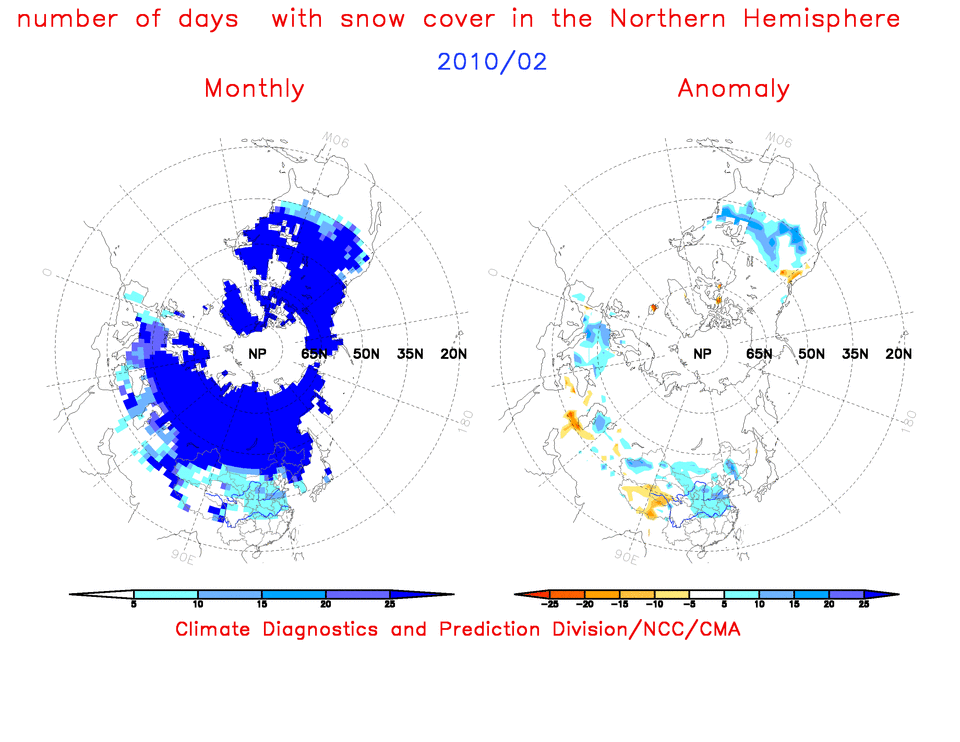 number of days  with snow cover in the Northern Hemisphere
2010/02
Monthly Anomaly
90W 90W
0 0
NP 65N 50N 35N 20N NP 65N 50N 35N 20N
180 180
90E 90E
5 10 15 20 25 -25 -20 -15 -10 -5 5 10 15 20 25
Climate Diagnostics and Prediction Division/NCC/CMA